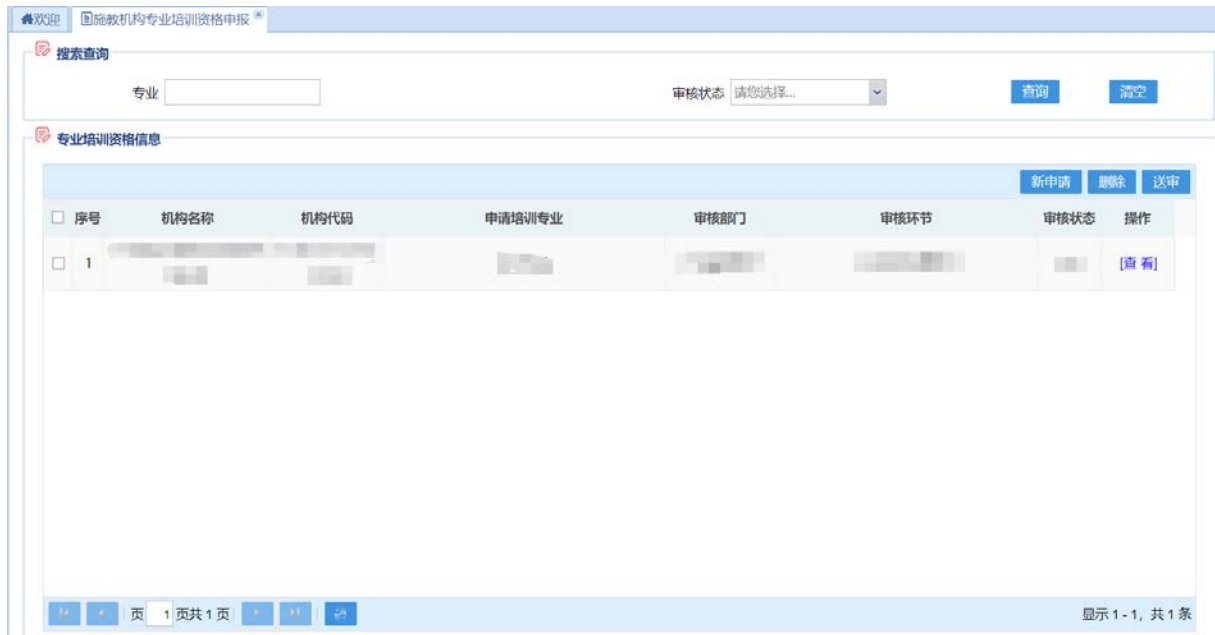 欢迎 施教机构专业培训资格申报
搜索查询
专业 审核状态 请您选择... 查询 清空
专业培训资格信息
新申请 删除 送审
序号 机构名称 机构代码 申请培训专业 审核部门 审核环节 审核状态 操作
1 [查 看]
页 1 页共 1 页 显示 1 - 1, 共 1 条